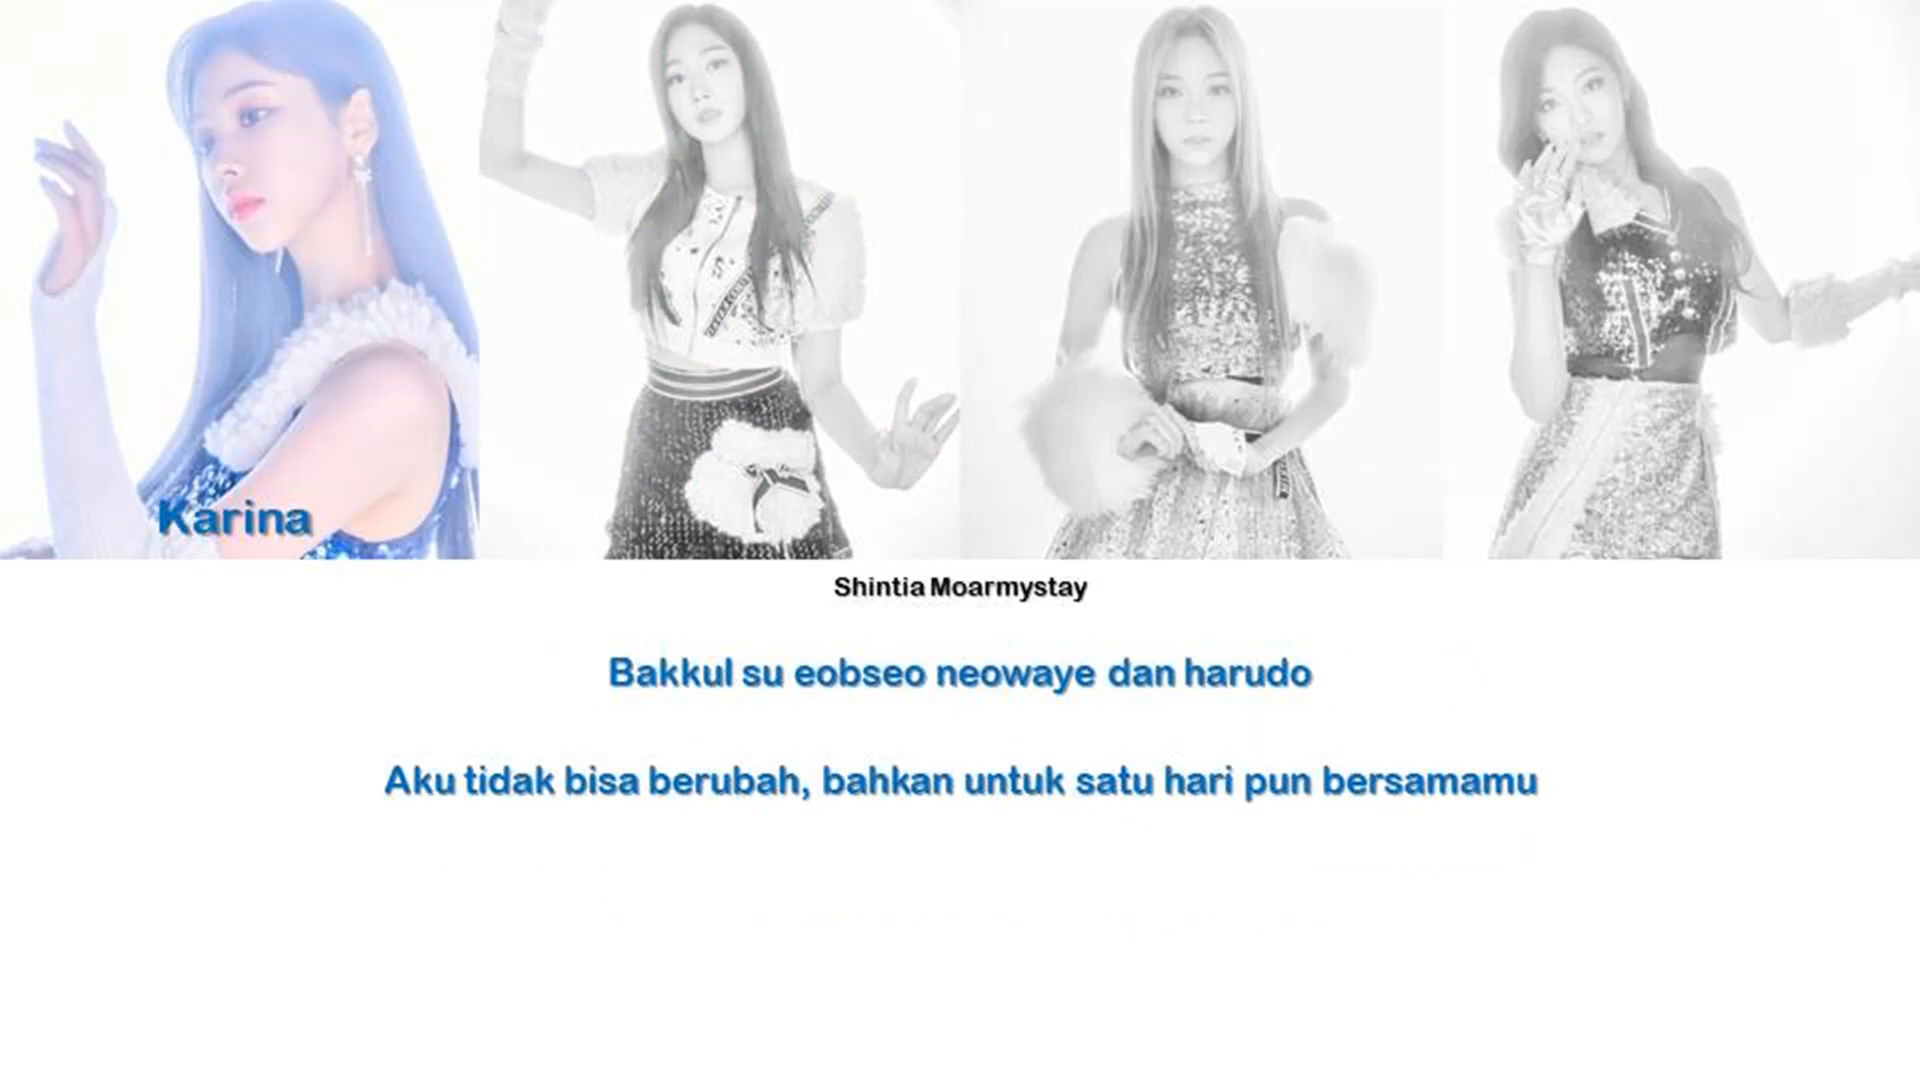 Karina
Shintia Moarmystay
Bakkul su eobseo neowaye dan harudo
Aku tidak bisa berubah, bahkan untuk satu hari pun bersamamu